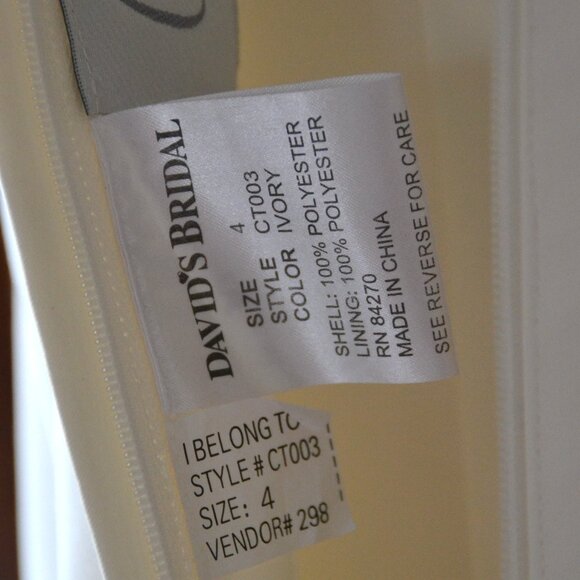 DAVID'S BRIDAL
SIZE 4
STYLE CT003
COLOR IVORY
SHELL: 100% POLYESTER
LINING: 100% POLYESTER
RN 84270
MADE IN CHINA
SEE REVERSE FOR CARE
I BELONG TO
STYLE # CT003
SIZE: 4
VENDOR# 298